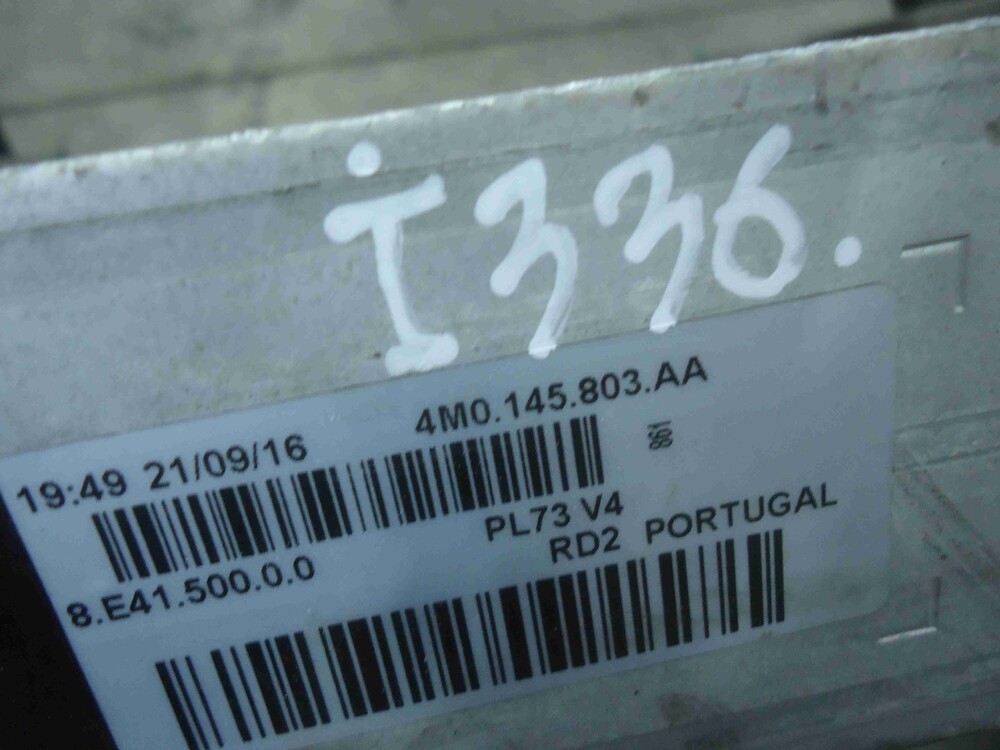 I336.
19:49 21/09/16 4M0.145.803.AA
861
PL73 V4
8.E41.500.0.0 RD2 PORTUGAL